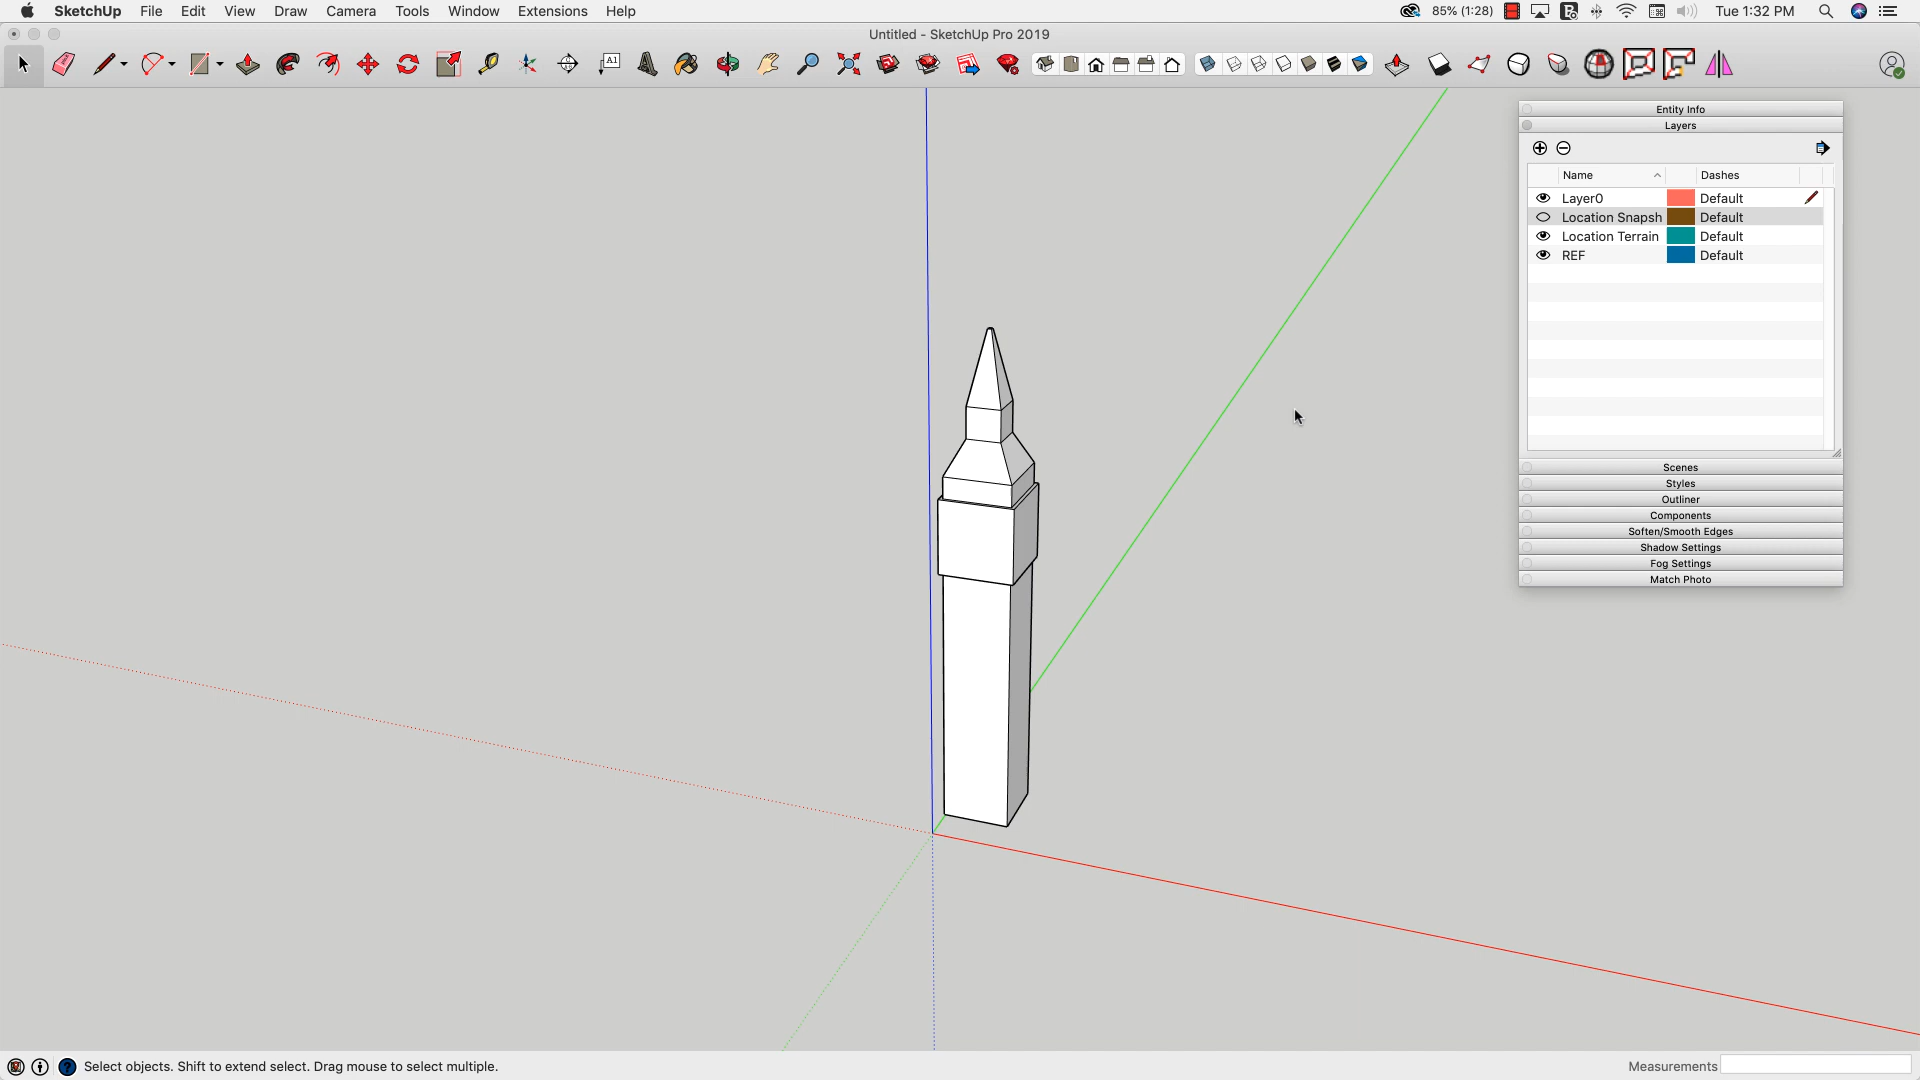 SketchUp File Edit View Draw Camera Tools Window Extensions Help 85% (1:28) Tue 1:32 PM
Untitled - SketchUp Pro 2019
A1
Entity Info
Layers
Name Dashes
Layer0 Default
Location Snapsh Default
Location Terrain Default
REF Default
Scenes
Styles
Outliner
Components
Soften/Smooth Edges
Shadow Settings
Fog Settings
Match Photo
Select objects. Shift to extend select. Drag mouse to select multiple. Measurements